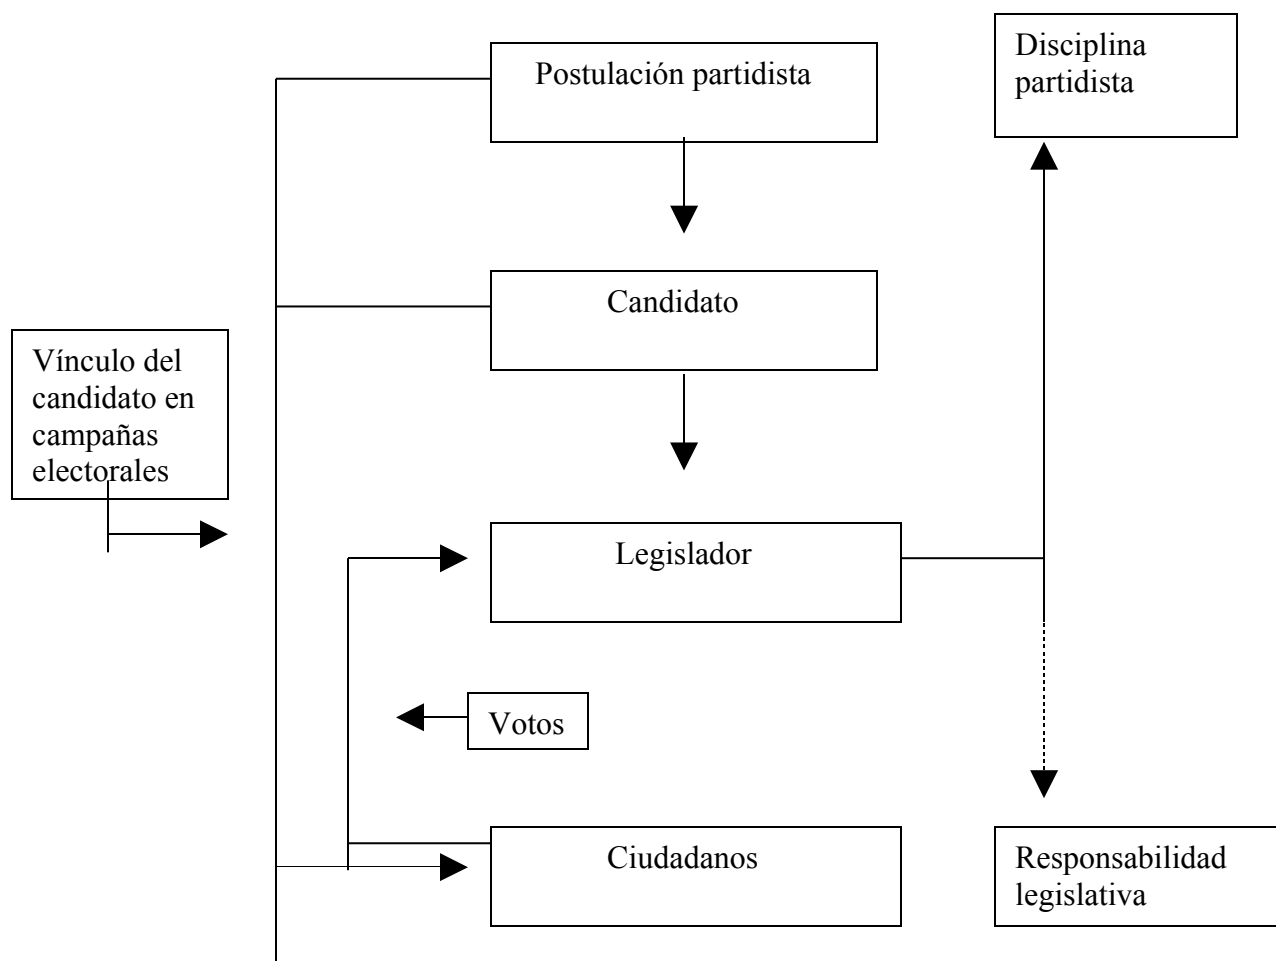 Postulación partidista
Disciplina
partidista
Candidato
Vínculo del
candidato en
campañas
electorales
Legislador
Votos
Ciudadanos
Responsabilidad
legislativa